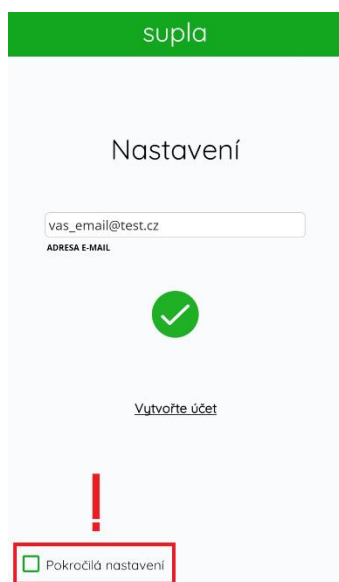 supla
Nastavení
vas_email@test.cz
ADRESA E-MAIL
Vytvořte účet
!
Pokročilá nastavení